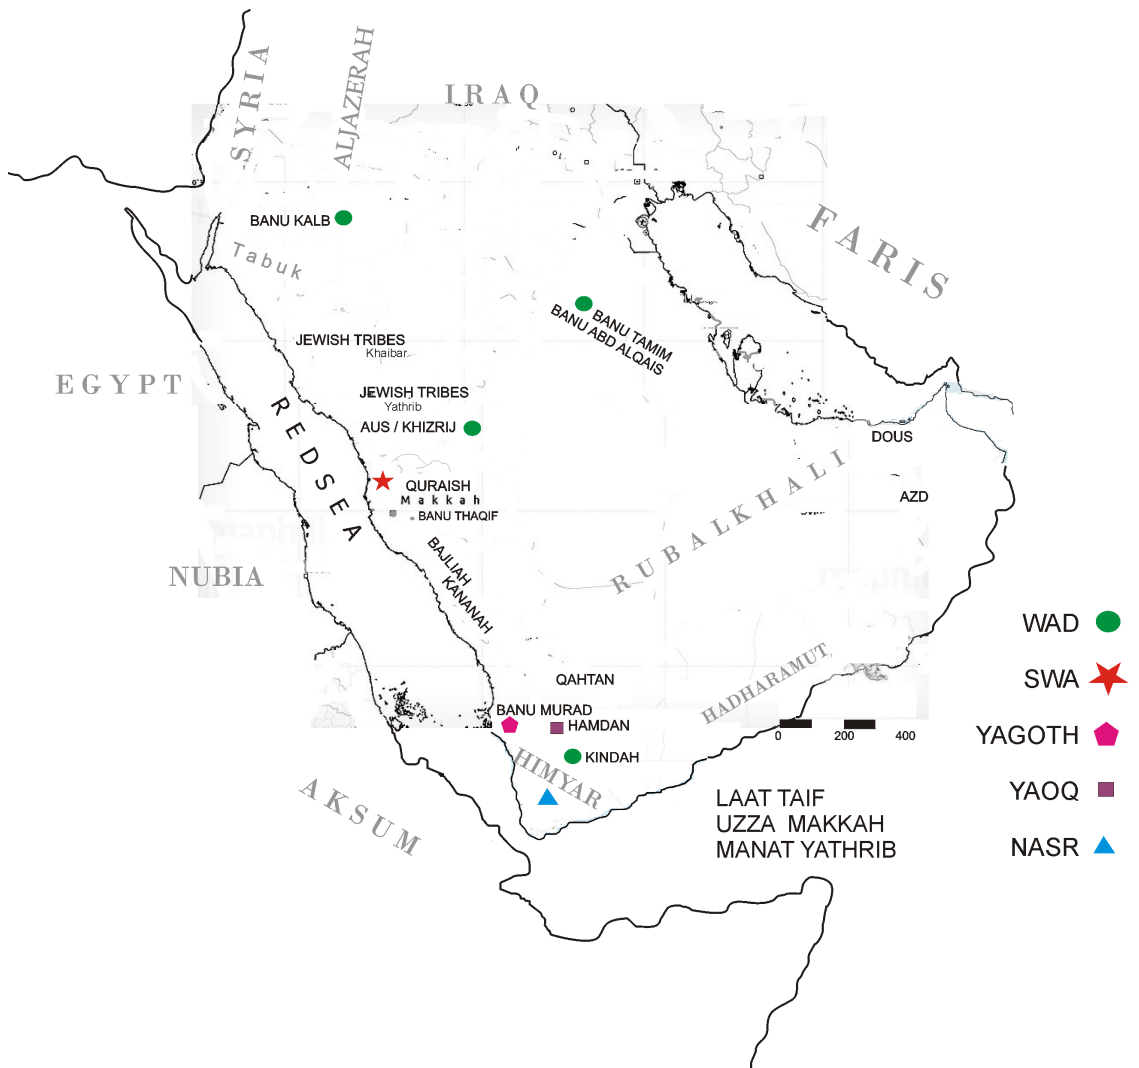 SYRIA
ALJAZERAH
IRAQ
BANU KALB
Tabuk
FARIS
BANU TAMIM
BANU ABD ALQAIS
JEWISH TRIBES
Khaibar
EGYPT
JEWISH TRIBES
Yathrib
AUS / KHIZRIJ
REDSEA
DOUS
QURAISH
Makkah
BANU THAQIF
AZD
RUBALKHALI
BAJLIAH
KANANAH
NUBIA
WAD
SWA
YAGOTH
YAOQ
NASR
QAHTAN
HADHARAMUT
BANU MURAD
HAMDAN
KINDAH
HIMYAR
0 200 400
AKSUM
LAAT TAIF
UZZA MAKKAH
MANAT YATHRIB